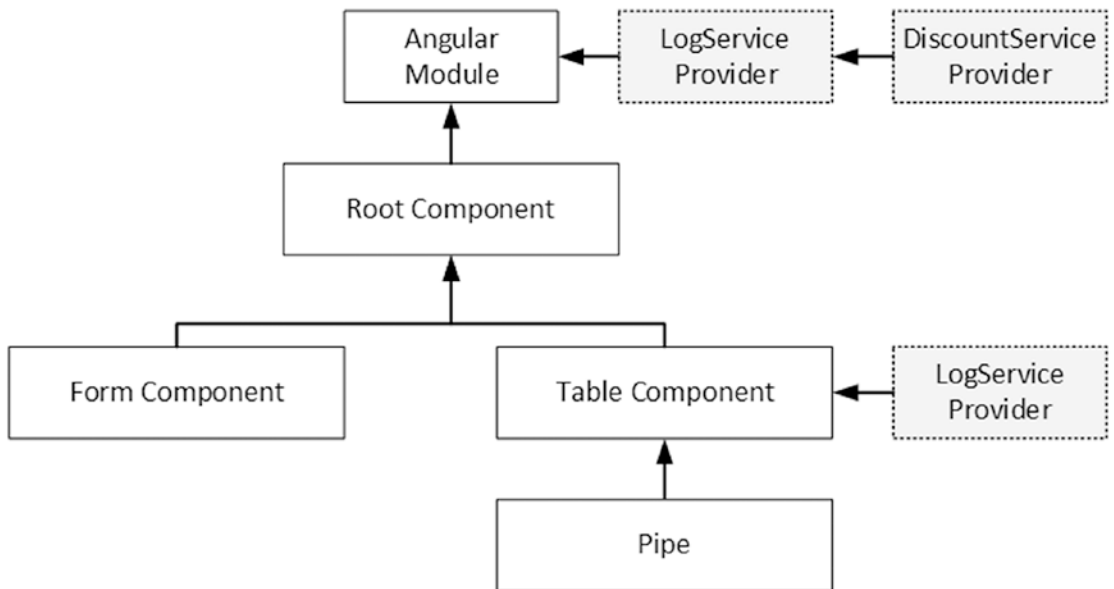 Angular
Module
LogService
Provider
DiscountService
Provider
Root Component
Form Component
Table Component
LogService
Provider
Pipe